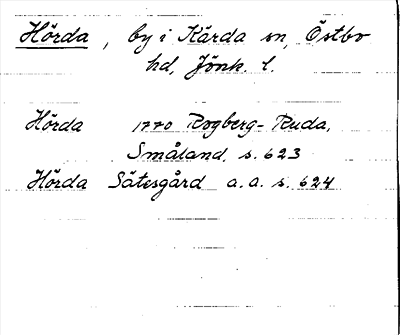 Hörda, by i Kärda sn, Östbo
hd, Jönk. l.
Hörda 1770 Rogberg-Ruda,
Småland, s. 623
Hörda Sätesgård a.a. s. 624